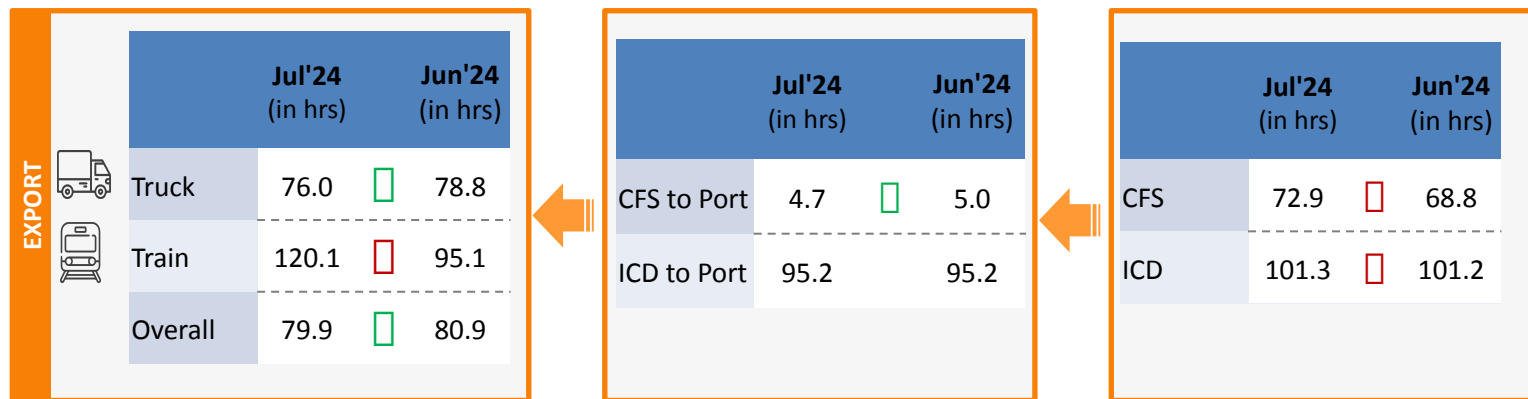 EXPORT
Jul'24 Jun'24
(in hrs) (in hrs)
Truck 76.0 78.8
Train 120.1 95.1
Overall 79.9 80.9
Jul'24 Jun'24
(in hrs) (in hrs)
CFS to Port 4.7 5.0
ICD to Port 95.2 95.2
Jul'24 Jun'24
(in hrs) (in hrs)
CFS 72.9 68.8
ICD 101.3 101.2